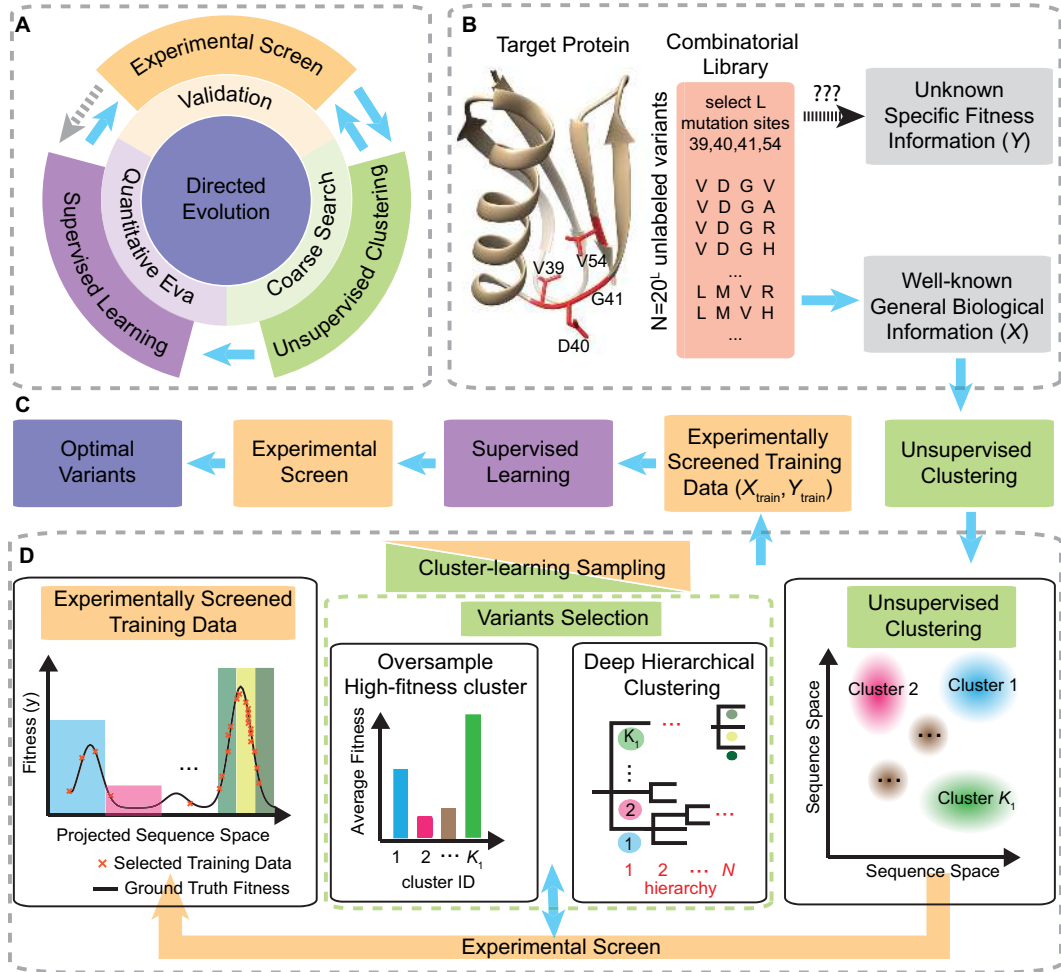 A
Experimental Screen
Validation
Directed
Evolution
Quantitative Eva
Coarse Search
Supervised Learning
Unsupervised Clustering
B
Target Protein
V39
V54
G41
D40
N=20^L unlabeled variants
Combinatorial
Library
select L
mutation sites
39,40,41,54
V D G V
V D G A
V D G R
V D G H
...
L M V R
L M V H
...
???
Unknown
Specific Fitness
Information (Y)
Well-known
General Biological
Information (X)
C
Optimal
Variants
Experimental
Screen
Supervised
Learning
Experimentally
Screened Training
Data (X_train, Y_train)
Unsupervised
Clustering
D
Cluster-learning Sampling
Experimentally Screened
Training Data
Fitness (y)
...
Projected Sequence Space
Selected Training Data
Ground Truth Fitness
Variants Selection
Oversample
High-fitness cluster
Average Fitness
1 2 ... K_1
cluster ID
Deep Hierarchical
Clustering
K_1 ...
...
2
...
1
1 2 ... N
hierarchy
Unsupervised
Clustering
Sequence Space
Cluster 2
Cluster 1
...
...
Cluster K_1
Sequence Space
Experimental Screen